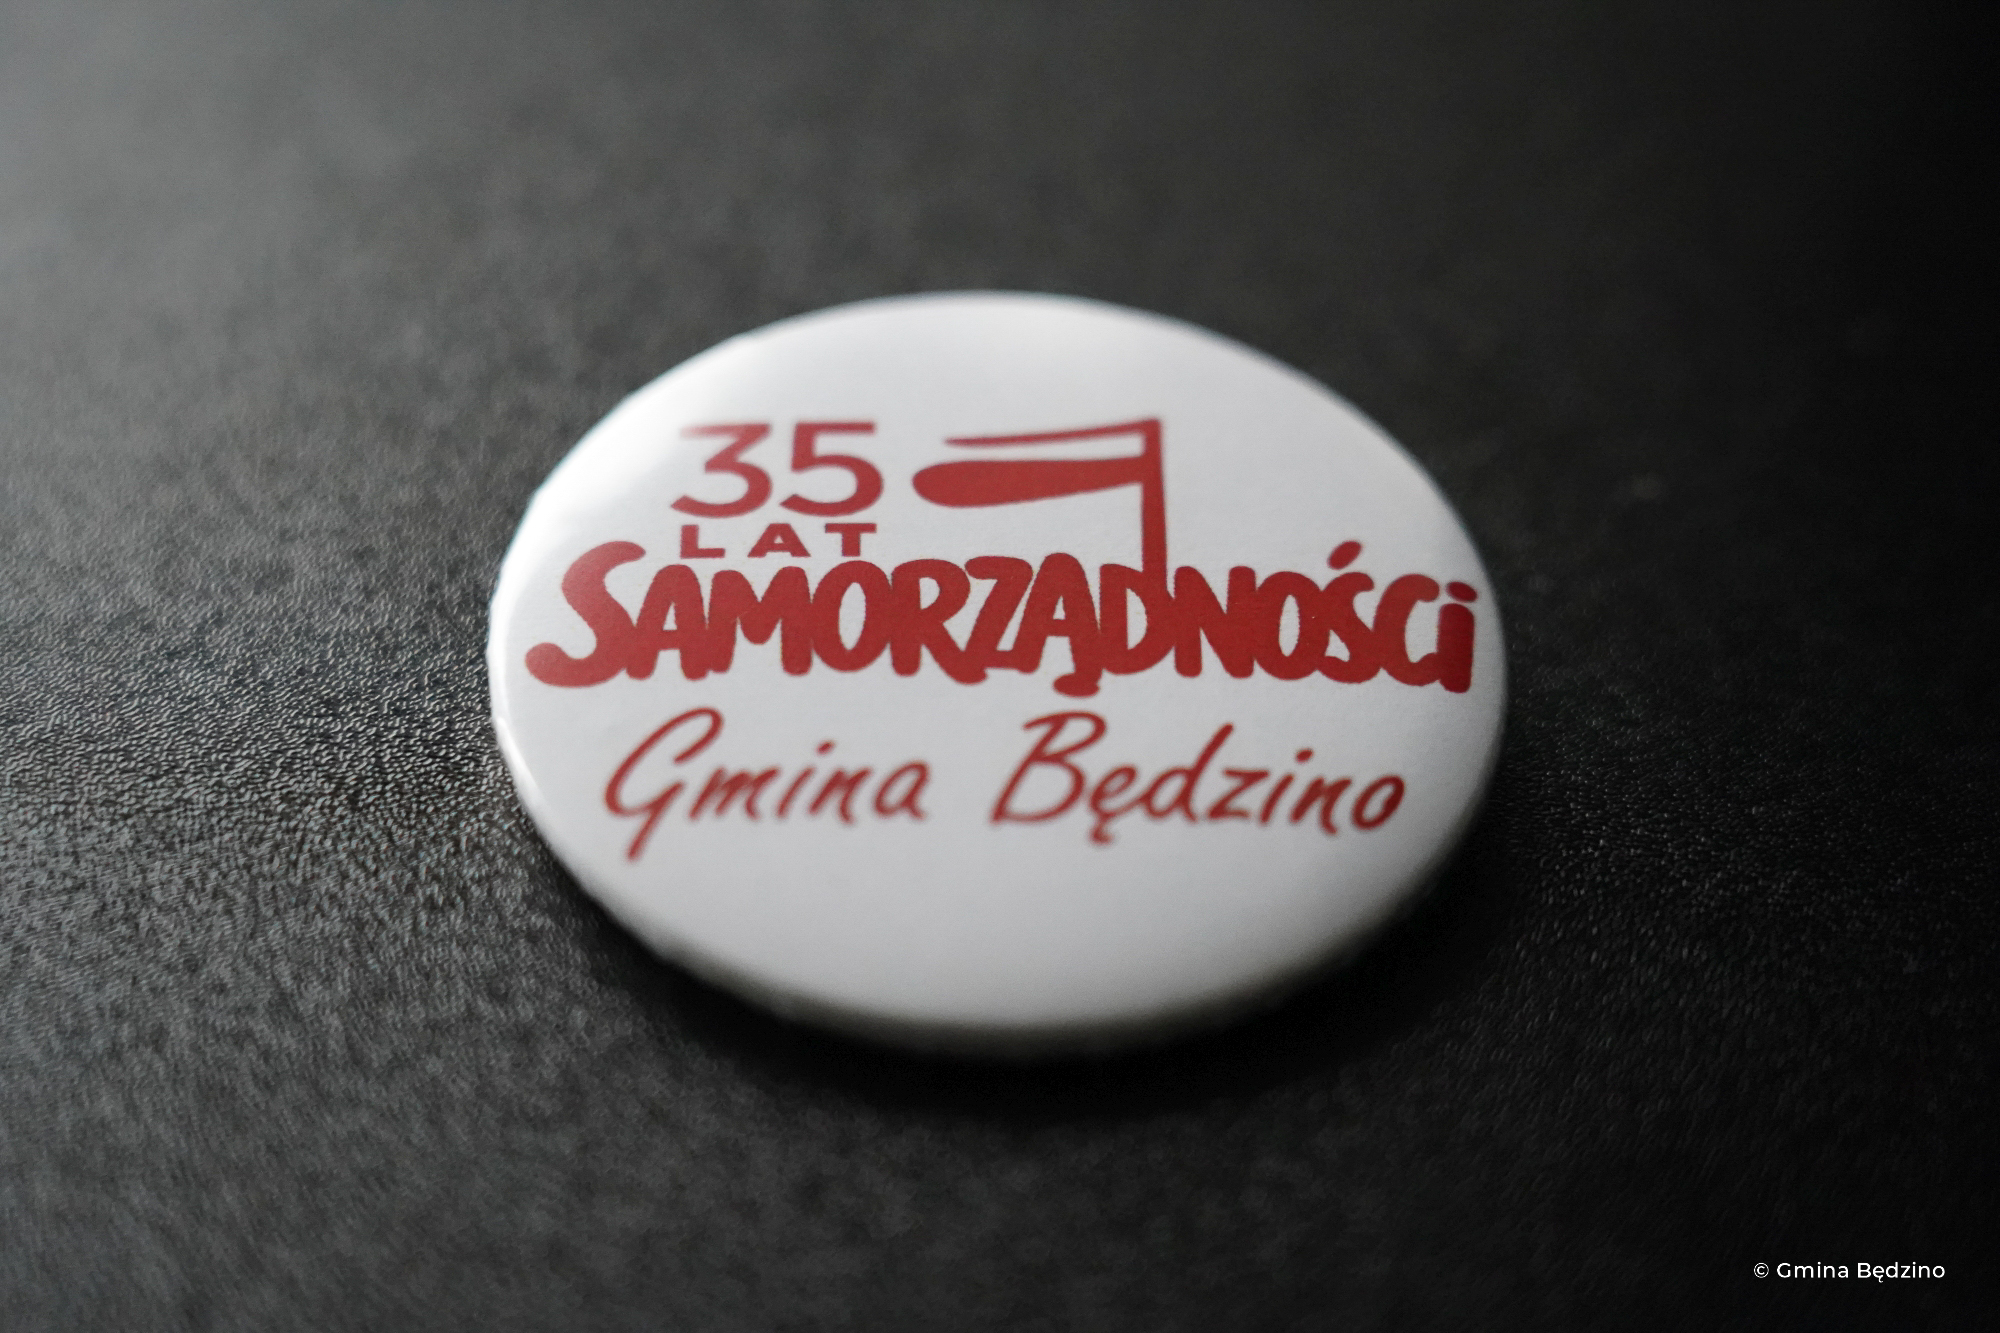 35
LAT
SAMORZĄDNOŚCi
Gmina Będzino
© Gmina Będzino